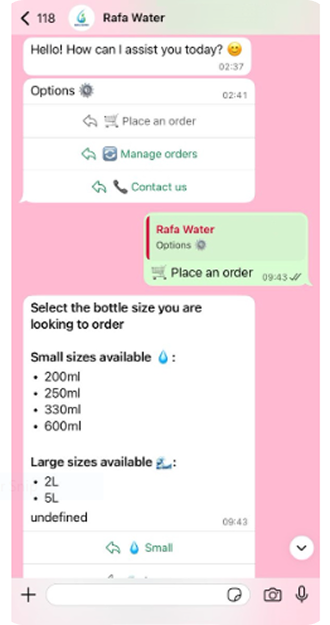 118 Rafa Water
Hello! How can I assist you today? 😊
02:37
Options ⚙️
02:41
🛒 Place an order
🔄 Manage orders
📞 Contact us
Rafa Water
Options ⚙️
🛒 Place an order 09:43
Select the bottle size you are
looking to order
Small sizes available 💧:
• 200ml
• 250ml
• 330ml
• 600ml
Large sizes available 🌊:
• 2L
• 5L
undefined
09:43
💧 Small